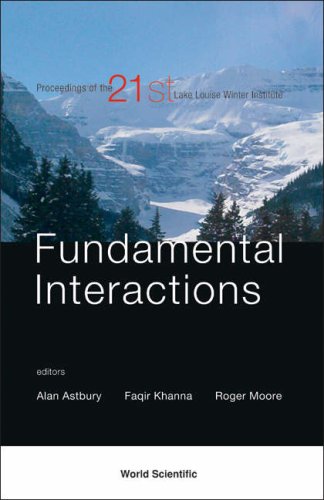 Proceedings of the 21st Lake Louise Winter Institute
Fundamental
Interactions
editors
Alan Astbury Faqir Khanna Roger Moore
World Scientific